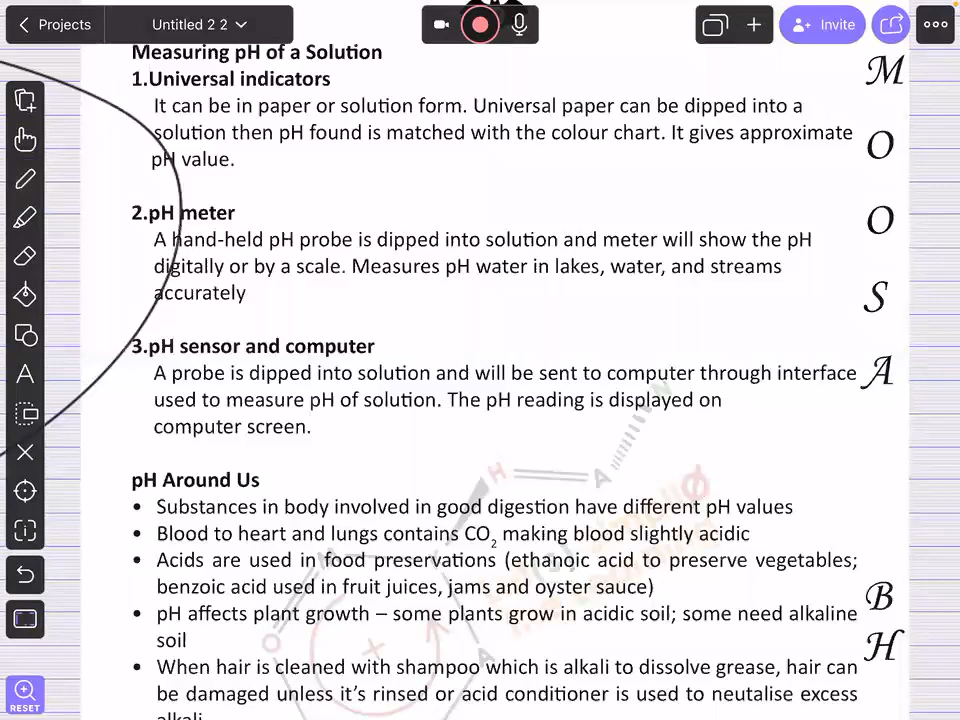 Projects
Untitled 2 2
Invite
Measuring pH of a Solution
1.Universal indicators
It can be in paper or solution form. Universal paper can be dipped into a
solution then pH found is matched with the colour chart. It gives approximate
pH value.
2.pH meter
A hand-held pH probe is dipped into solution and meter will show the pH
digitally or by a scale. Measures pH water in lakes, water, and streams
accurately
3.pH sensor and computer
A probe is dipped into solution and will be sent to computer through interface
used to measure pH of solution. The pH reading is displayed on
computer screen.
pH Around Us
• Substances in body involved in good digestion have different pH values
• Blood to heart and lungs contains CO₂ making blood slightly acidic
• Acids are used in food preservations (ethanoic acid to preserve vegetables;
benzoic acid used in fruit juices, jams and oyster sauce)
• pH affects plant growth – some plants grow in acidic soil; some need alkaline
soil
• When hair is cleaned with shampoo which is alkali to dissolve grease, hair can
be damaged unless it's rinsed or acid conditioner is used to neutalise excess
alkali
M
O
O
S
A
B
H
A
RESET